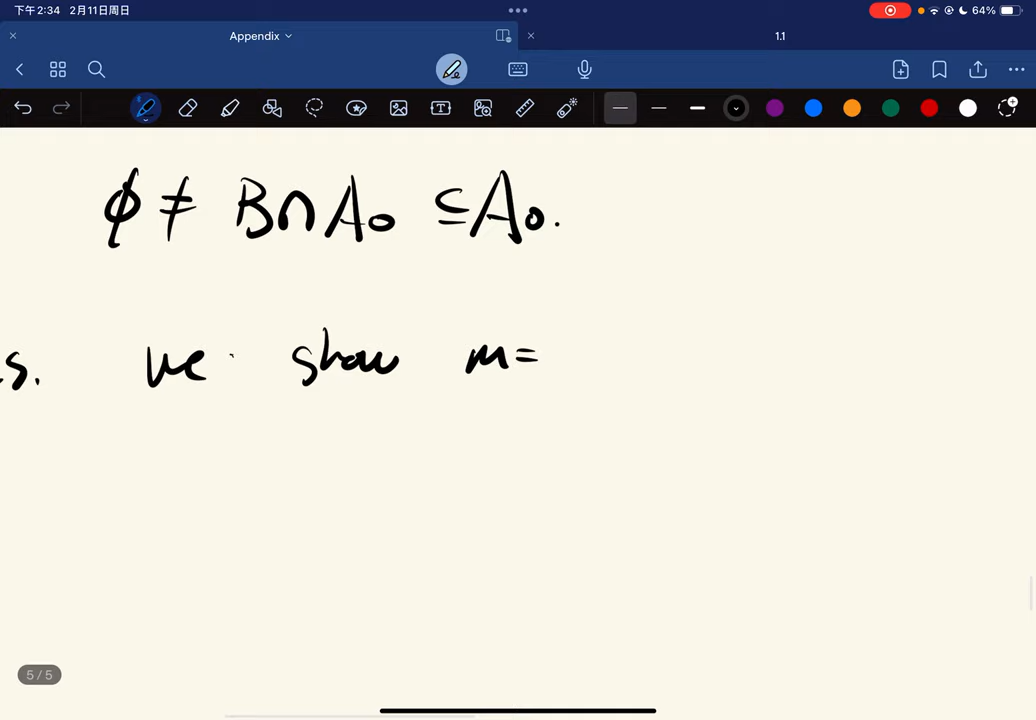 下午2:34 2月11日周日 64%
Appendix 1.1
ϕ ≠ B∩A₀ ⊆ A₀.
s. we show m=
5 / 5